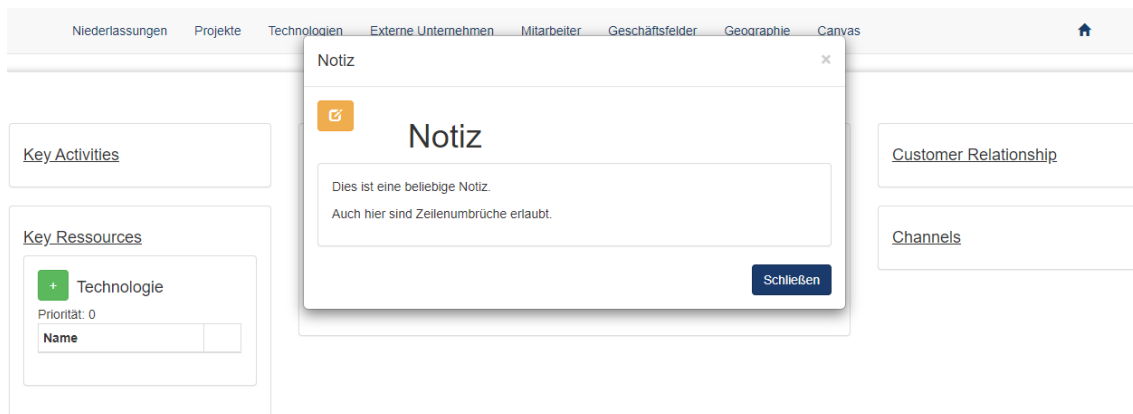 Niederlassungen Projekte Technologien Externe Unternehmen Mitarbeiter Geschäftsfelder Geographie Canvas
Notiz ×
Notiz
Dies ist eine beliebige Notiz.
Auch hier sind Zeilenumbrüche erlaubt.
Schließen
Key Activities
Key Ressources
+ Technologie
Priorität: 0
Name
Customer Relationship
Channels